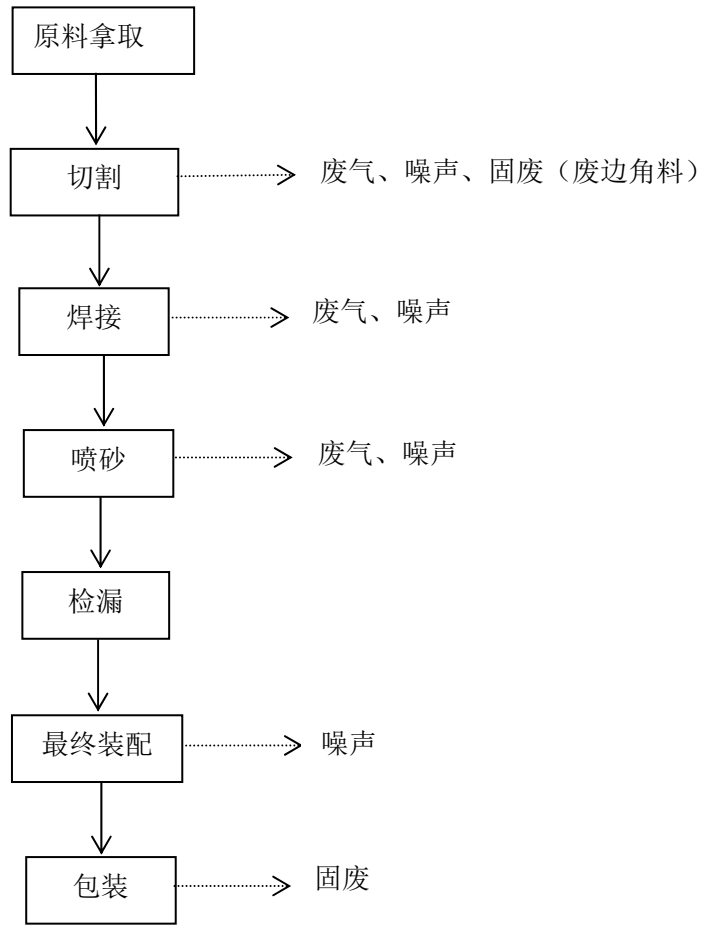 原料拿取
切割
废气、噪声、固废（废边角料）
焊接
废气、噪声
喷砂
废气、噪声
检漏
最终装配
噪声
包装
固废